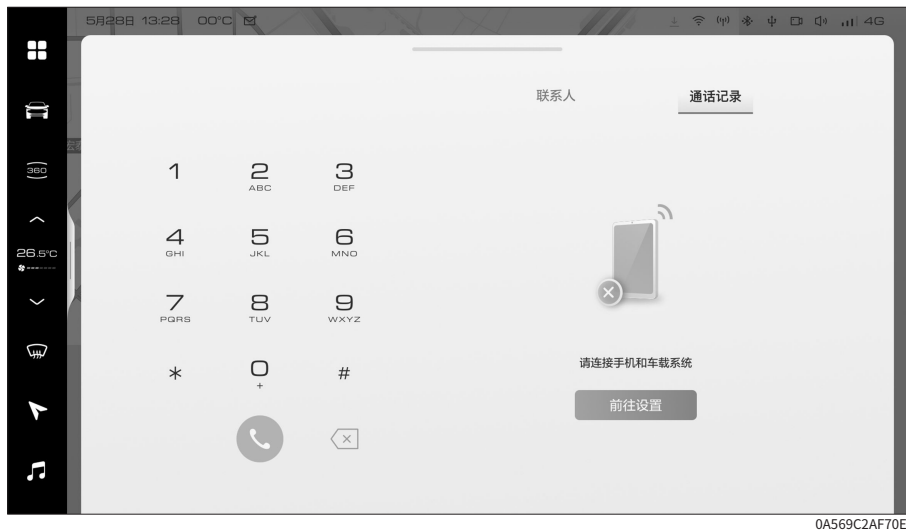 5月28日 13:28 00°C
4G
联系人
通话记录
360
1
2
3
ABC
DEF
26.5°C
4
5
6
GHI
JKL
MNO
7
8
9
PQRS
TUV
WXYZ
*
0
#
+
请连接手机和车载系统
前往设置
0A569C2AF70E